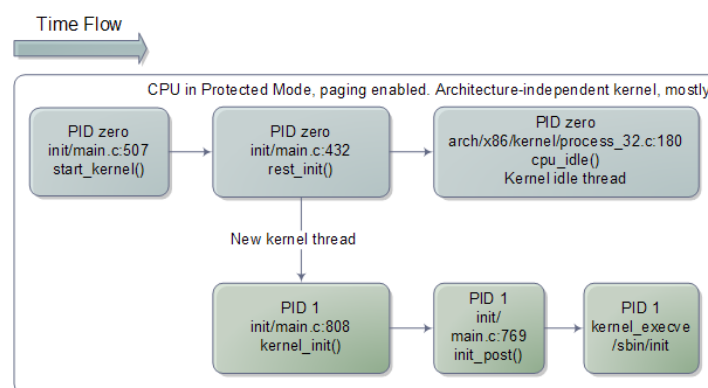 Time Flow
CPU in Protected Mode, paging enabled. Architecture-independent kernel, mostly
PID zero
init/main.c:507
start_kernel()
PID zero
init/main.c:432
rest_init()
PID zero
arch/x86/kernel/process_32.c:180
cpu_idle()
Kernel idle thread
New kernel thread
PID 1
init/main.c:808
kernel_init()
PID 1
init/
main.c:769
init_post()
PID 1
kernel_execve
/sbin/init